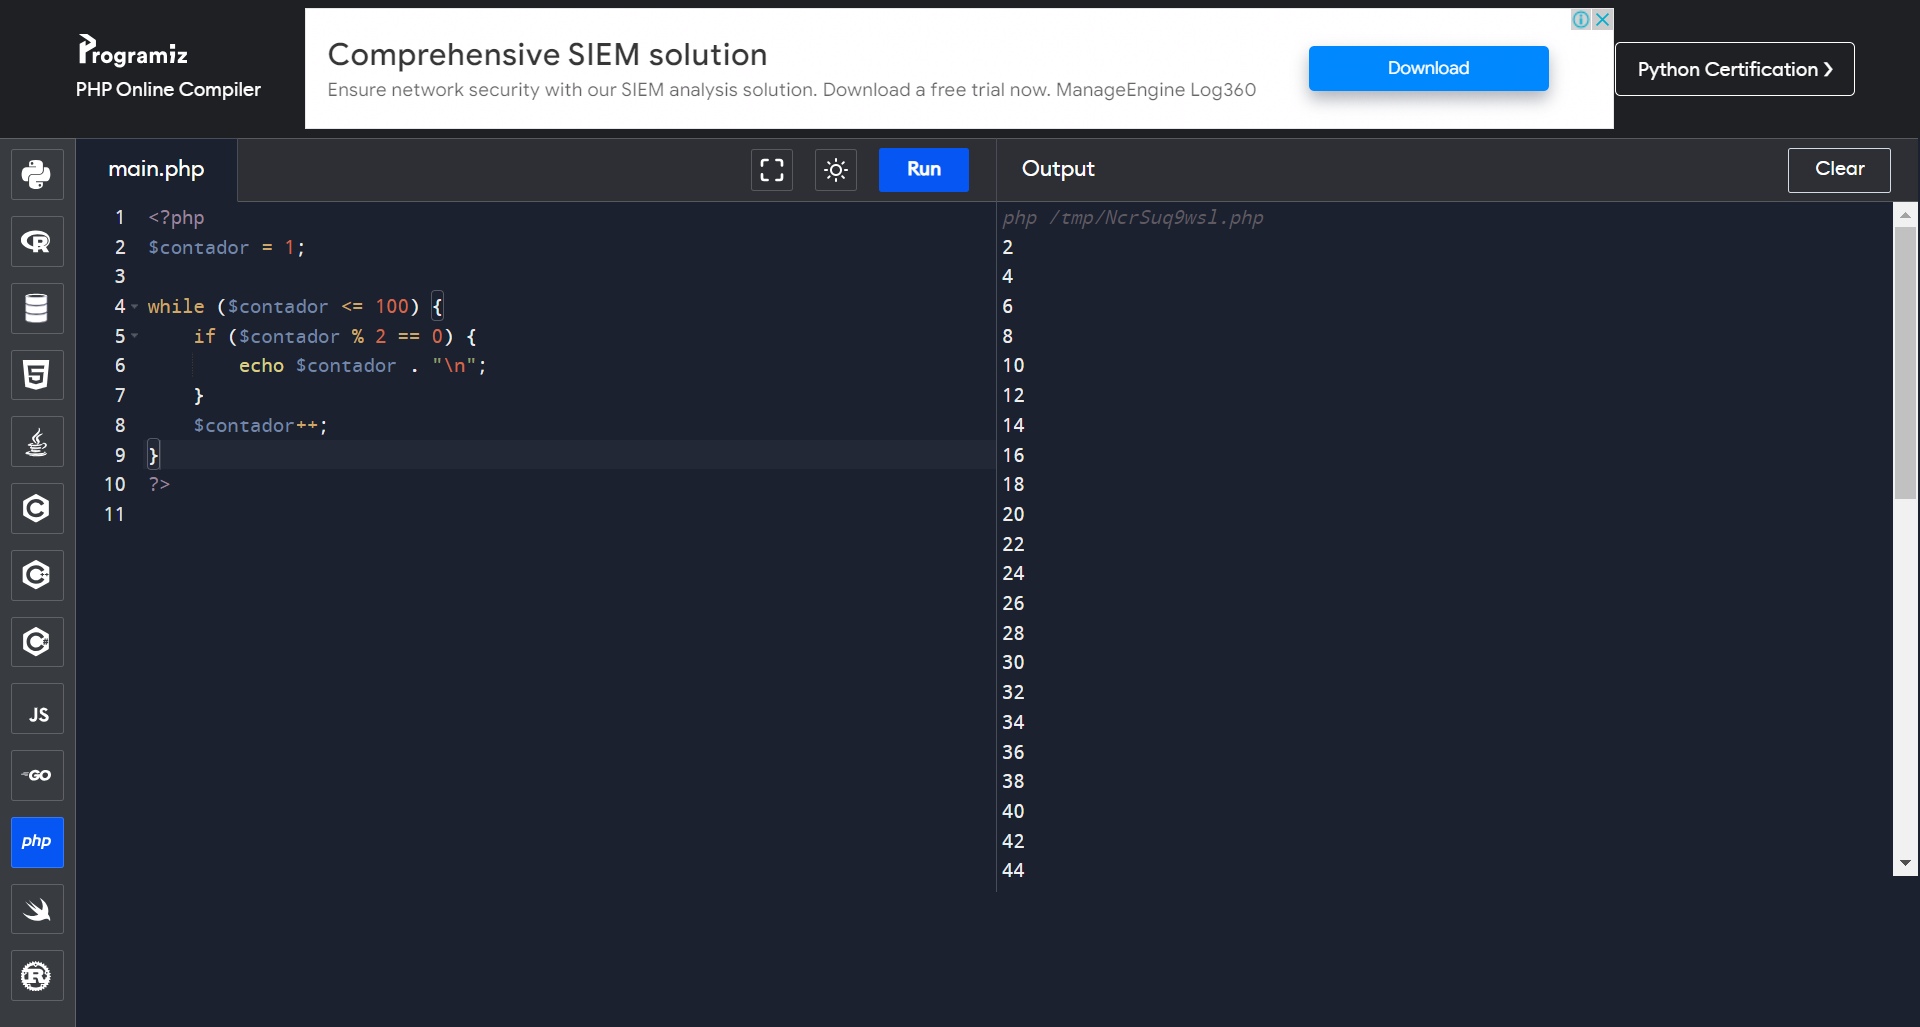 Programiz
PHP Online Compiler
Comprehensive SIEM solution
Ensure network security with our SIEM analysis solution. Download a free trial now. ManageEngine Log360
Download
Python Certification ❯
main.php
Run
Output
Clear
1 <?php
2 $contador = 1;
3
4 while ($contador <= 100) {
5     if ($contador % 2 == 0) {
6         echo $contador . "\n";
7     }
8     $contador++;
9 }
10 ?>
11
php /tmp/NcrSuq9wsl.php
2
4
6
8
10
12
14
16
18
20
22
24
26
28
30
32
34
36
38
40
42
44
R
5
C
C++
C#
JS
GO
php
R